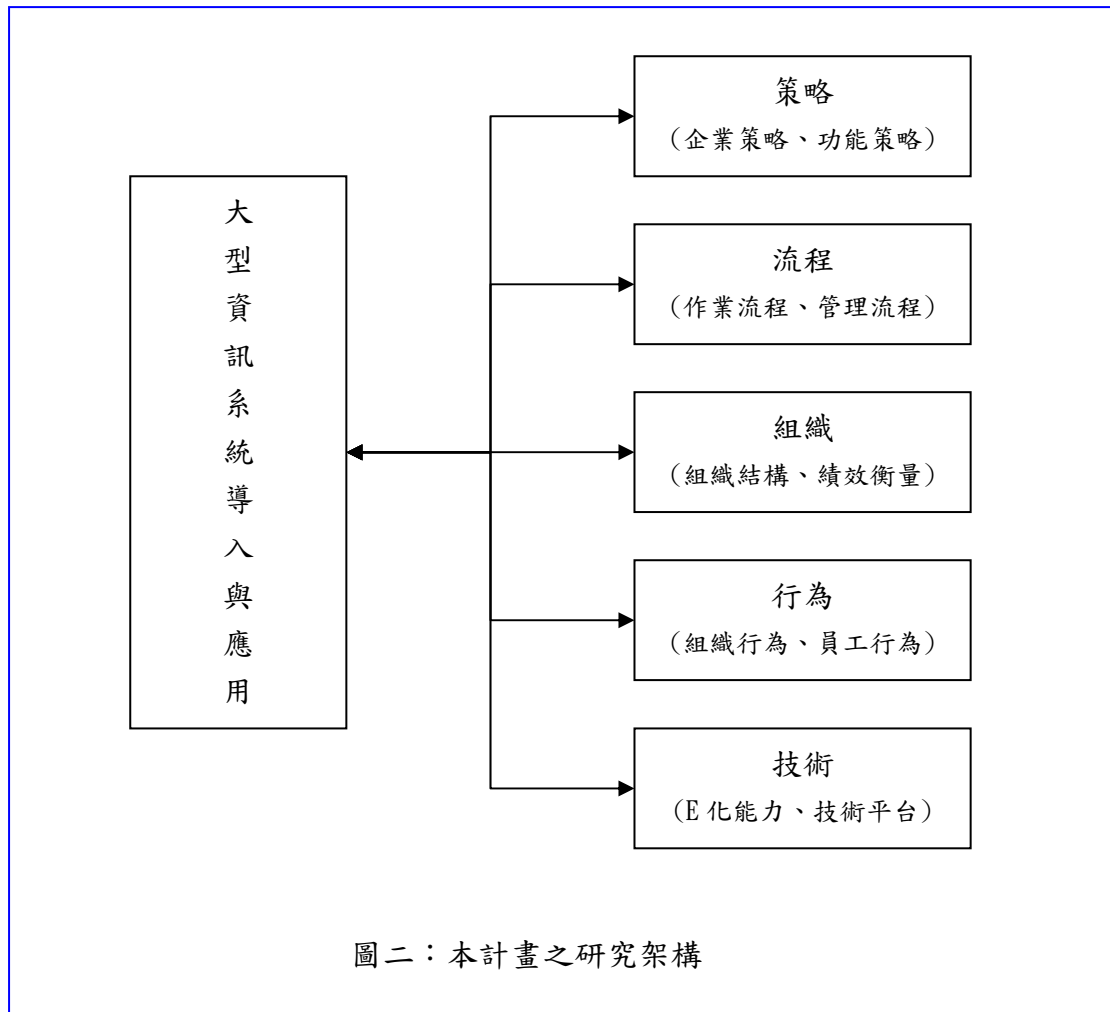 大型資訊系統導入與應用
策略
（企業策略、功能策略）
流程
（作業流程、管理流程）
組織
（組織結構、績效衡量）
行為
（組織行為、員工行為）
技術
（E 化能力、技術平台）
圖二：本計畫之研究架構